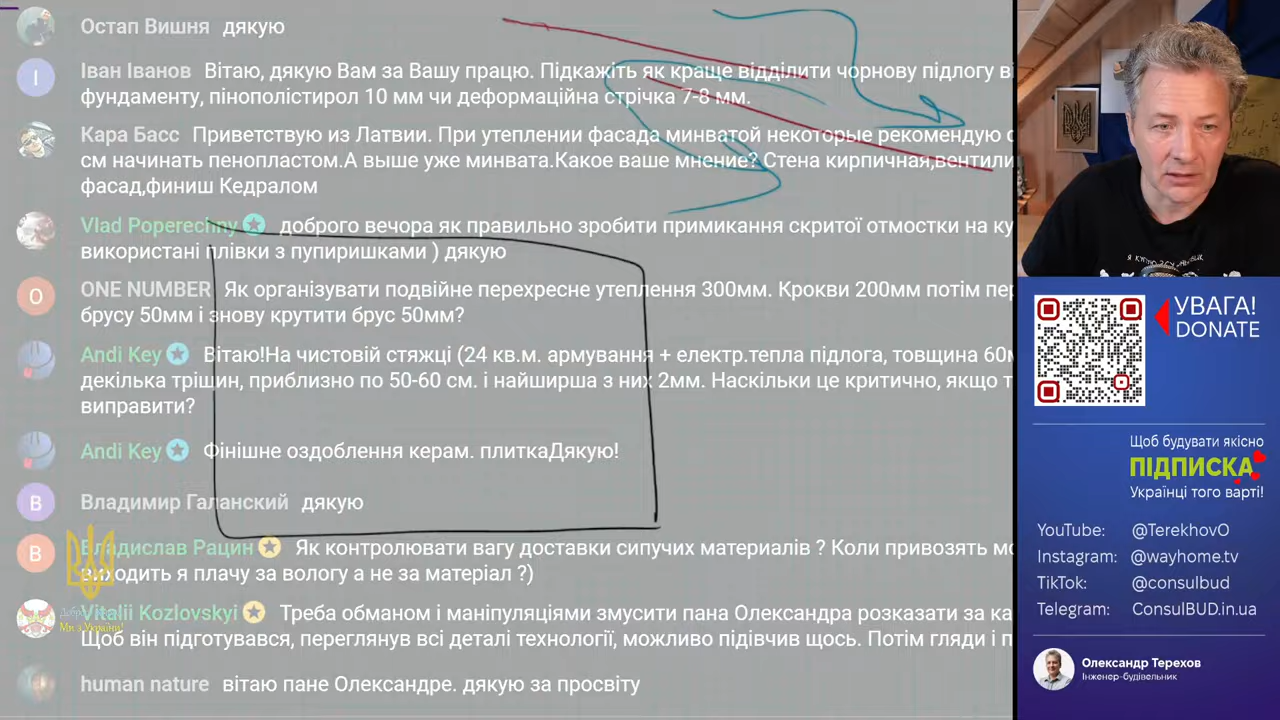 Остап Вишня дякую
Іван Іванов Вітаю, дякую Вам за Вашу працю. Підкажіть як краще відділити чорнову підлогу ві
фундаменту, пінополістирол 10 мм чи деформаційна стрічка 7-8 мм.
Кара Басс Приветствую из Латвии. При утеплении фасада минватой некоторые рекомендую
см начинать пенопластом.А выше уже минвата.Какое ваше мнение? Стена кирпичная,вентили
фасад,финиш Кедралом
Vlad Poperechny доброго вечора як правильно зробити примикання скритої отмостки на
використані плівки з пупиришками ) дякую
ONE NUMBER Як організувати подвійне перехресне утеплення 300мм. Крокви 200мм потім
брусу 50мм і знову крутити брус 50мм?
Andi Key Вітаю!На чистовій стяжці (24 кв.м. армування + електр.тепла підлога, товщина
декілька тріщин, приблизно по 50-60 см. і найширша з них 2мм. Наскільки це критично, якщо
виправити?
Andi Key Фінішне оздоблення керам. плиткаДякую!
Владимир Галанский дякую
Владислав Рацин Як контролювати вагу доставки сипучих материалів ? Коли привозять
виходить я плачу за вологу а не за матеріал ?)
Vitalii Kozlovskyi Треба обманом і маніпуляціями змусити пана Олександра розказати за
Щоб він підготувався, переглянув всі деталі технології, можливо підівчив щось. Потім гляди і
human nature вітаю пане Олександре. дякую за просвіту
Ми з України!
УВАГА!
DONATE
Щоб будувати якісно
ПІДПИСКА
Українці того варті!
YouTube: @TerekhovO
Instagram: @wayhome.tv
TikTok: @consulbud
Telegram: ConsulBUD.in.ua
Олександр Терехов
Інженер-будівельник